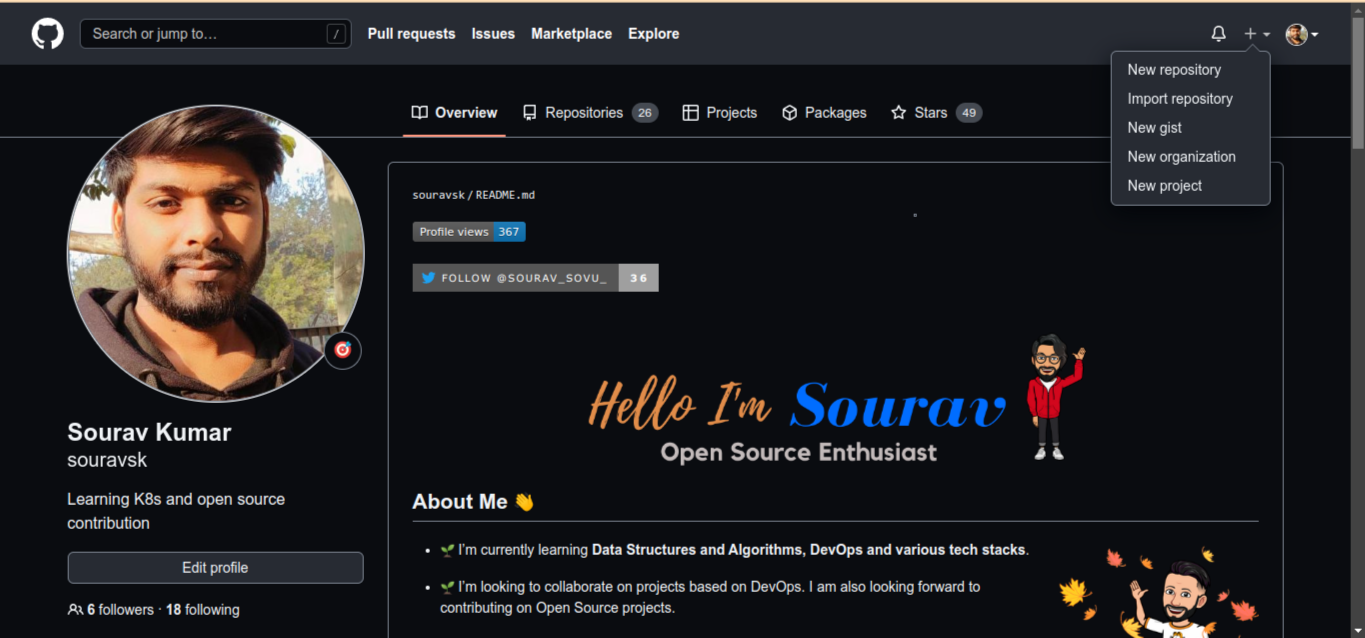 Search or jump to...
/
Pull requests
Issues
Marketplace
Explore
New repository
Import repository
New gist
New organization
New project
Overview
Repositories 26
Projects
Packages
Stars 49
souravsk/README.md
Profile views 367
FOLLOW @SOURAV_SOVU_ 36
Hello I'm Sourav
Open Source Enthusiast
Sourav Kumar
souravsk
Learning K8s and open source
contribution
Edit profile
6 followers · 18 following
About Me 👋
🌱 I'm currently learning Data Structures and Algorithms, DevOps and various tech stacks.
🌱 I'm looking to collaborate on projects based on DevOps. I am also looking forward to
contributing on Open Source projects.